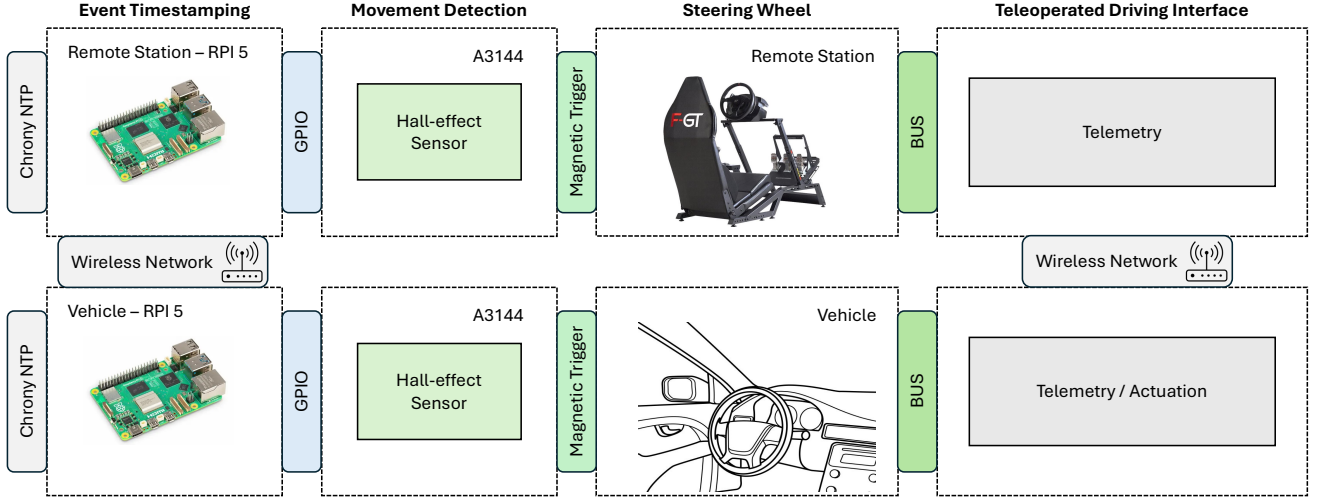 Event Timestamping
Movement Detection
Steering Wheel
Teleoperated Driving Interface
Chrony NTP
Remote Station – RPI 5
GPIO
A3144
Hall-effect
Sensor
Magnetic Trigger
Remote Station
F-GT
BUS
Telemetry
Wireless Network
Wireless Network
Chrony NTP
Vehicle – RPI 5
GPIO
A3144
Hall-effect
Sensor
Magnetic Trigger
Vehicle
BUS
Telemetry / Actuation